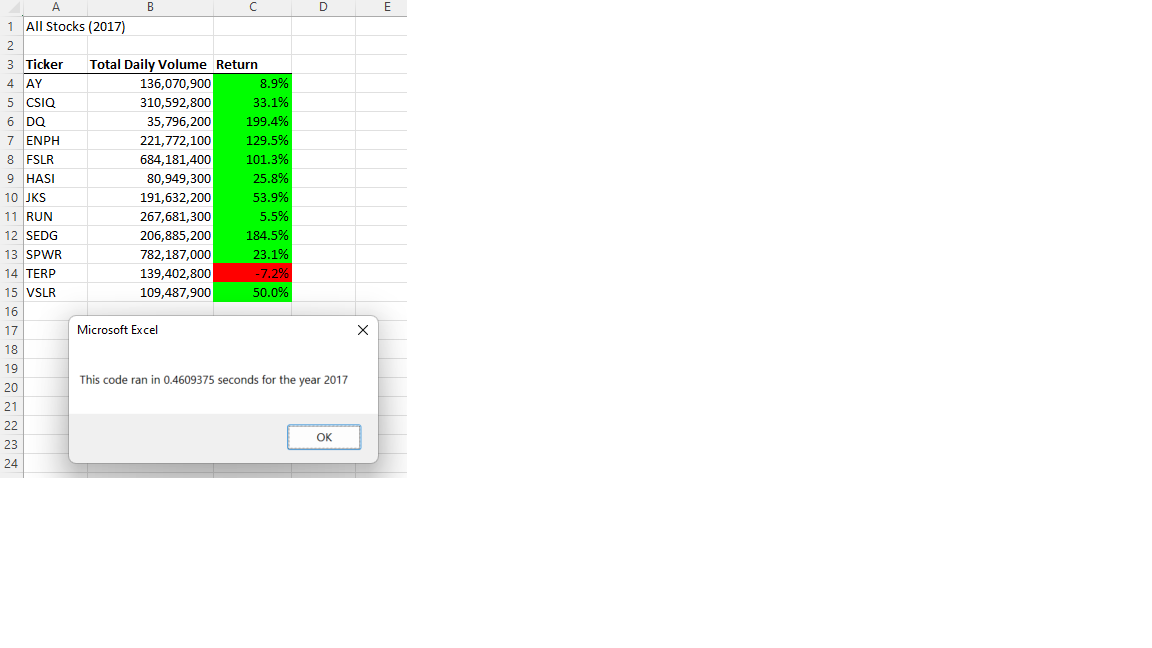 A B C D E
1 All Stocks (2017)
2
3 Ticker Total Daily Volume Return
4 AY 136,070,900 8.9%
5 CSIQ 310,592,800 33.1%
6 DQ 35,796,200 199.4%
7 ENPH 221,772,100 129.5%
8 FSLR 684,181,400 101.3%
9 HASI 80,949,300 25.8%
10 JKS 191,632,200 53.9%
11 RUN 267,681,300 5.5%
12 SEDG 206,885,200 184.5%
13 SPWR 782,187,000 23.1%
14 TERP 139,402,800 -7.2%
15 VSLR 109,487,900 50.0%
16
17 Microsoft Excel
18
19 This code ran in 0.4609375 seconds for the year 2017
20
21
22 OK
23
24